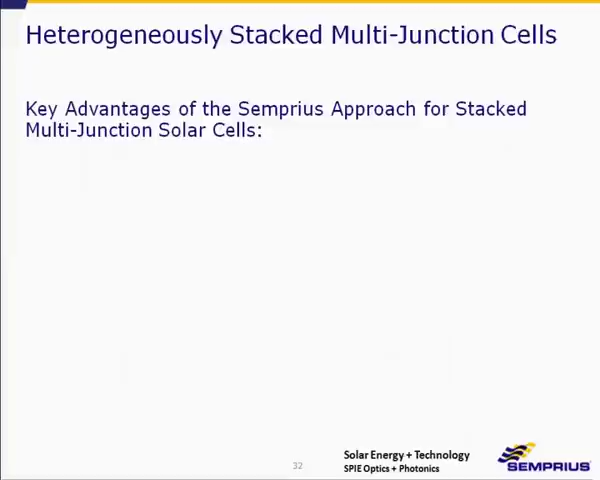 Heterogeneously Stacked Multi-Junction Cells
Key Advantages of the Semprius Approach for Stacked
Multi-Junction Solar Cells:
32
Solar Energy + Technology
SPIE Optics + Photonics
SEMPRIUS